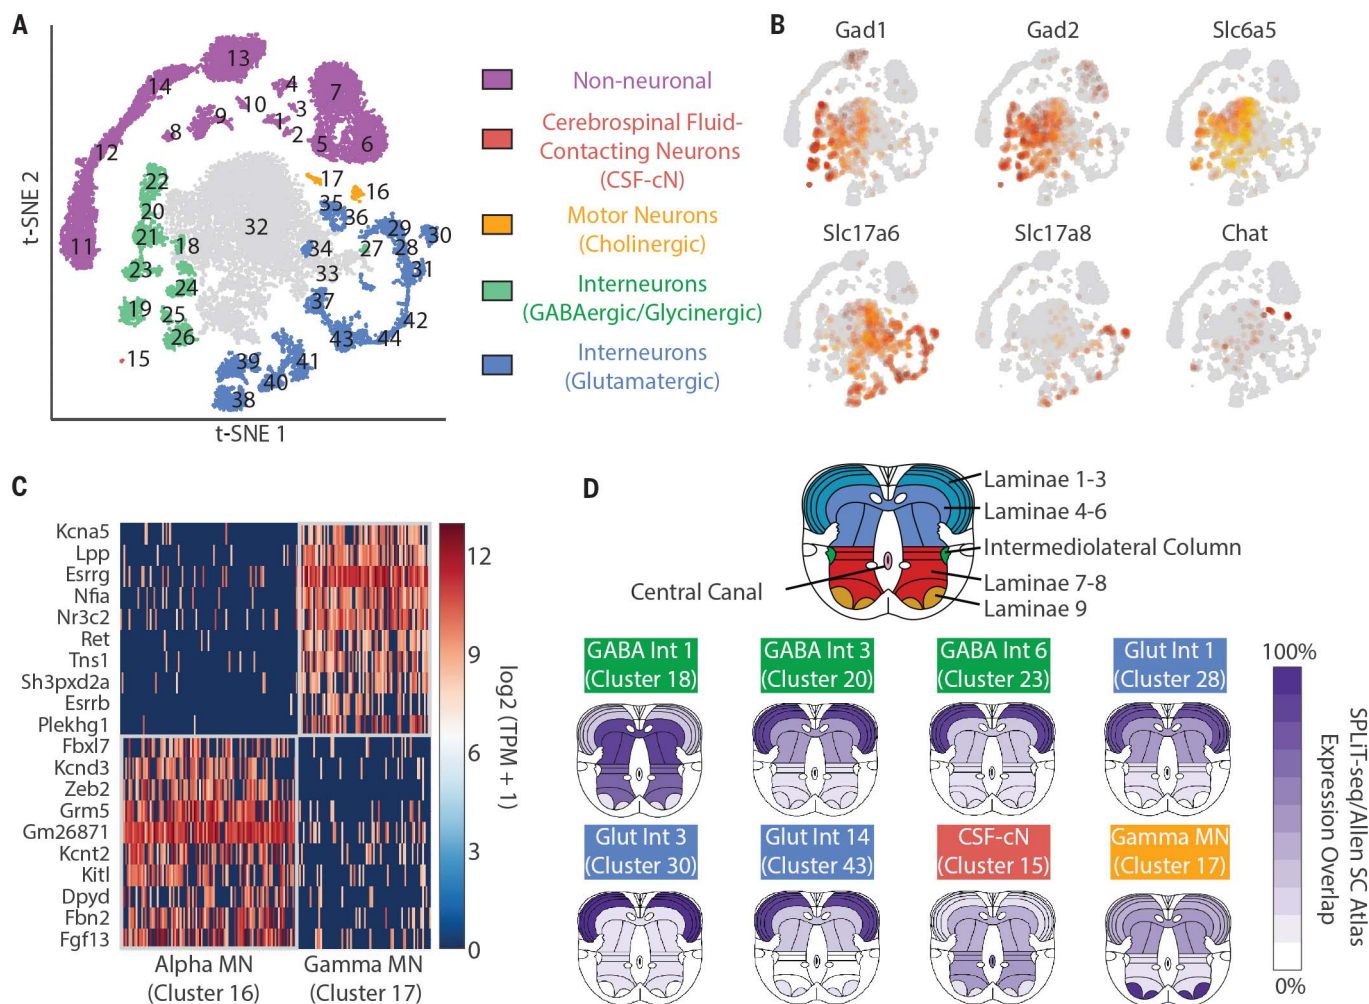 A
t-SNE 2
t-SNE 1
13
14
4
7
10
3
9
1
8
2
5
6
12
17
16
22
35
36
20
32
29
30
21
18
34
27
28
11
33
31
23
24
37
19
25
42
26
43
44
15
39
41
40
38
Non-neuronal
Cerebrospinal Fluid-
Contacting Neurons
(CSF-cN)
Motor Neurons
(Cholinergic)
Interneurons
(GABAergic/Glycinergic)
Interneurons
(Glutamatergic)
B
Gad1 Gad2 Slc6a5
Slc17a6 Slc17a8 Chat
C
Kcna5
Lpp
Esrrg
Nfia
Nr3c2
Ret
Tns1
Sh3pxd2a
Esrrb
Plekhg1
Fbxl7
Kcnd3
Zeb2
Grm5
Gm26871
Kcnt2
Kitl
Dpyd
Fbn2
Fgf13
Alpha MN
(Cluster 16)
Gamma MN
(Cluster 17)
12
9
6
3
0
log2 (TPM + 1)
D
Laminae 1-3
Laminae 4-6
Intermediolateral Column
Laminae 7-8
Laminae 9
Central Canal
GABA Int 1
(Cluster 18)
GABA Int 3
(Cluster 20)
GABA Int 6
(Cluster 23)
Glut Int 1
(Cluster 28)
Glut Int 3
(Cluster 30)
Glut Int 14
(Cluster 43)
CSF-cN
(Cluster 15)
Gamma MN
(Cluster 17)
100%
0%
SPLiT-seq/Allen SC Atlas
Expression Overlap